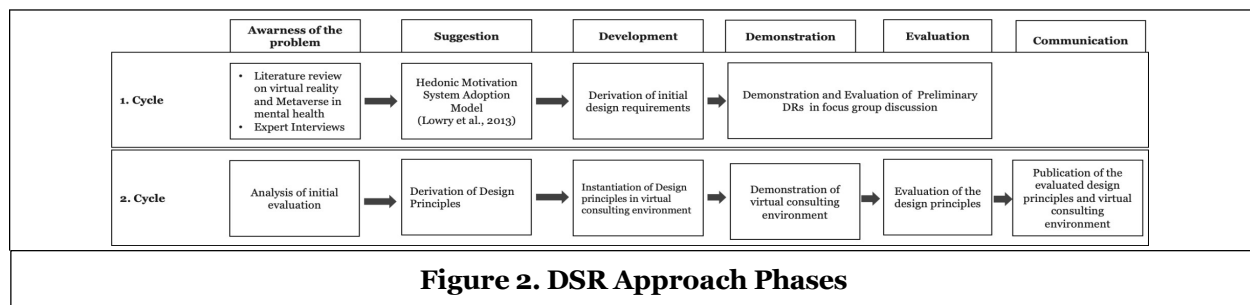 Awarness of the
problem
Suggestion
Development
Demonstration
Evaluation
Communication
1. Cycle
• Literature review
on virtual reality
and Metaverse in
mental health
• Expert Interviews
Hedonic Motivation
System Adoption
Model
(Lowry et al., 2013)
Derivation of initial
design requirements
Demonstration and Evaluation of Preliminary
DRs in focus group discussion
2. Cycle
Analysis of initial
evaluation
Derivation of Design
Principles
Instantiation of Design
principles in virtual
consulting environment
Demonstration of
virtual consulting
environment
Evaluation of the
design principles
Publication of the
evaluated design
principles and virtual
consulting
environment
Figure 2. DSR Approach Phases